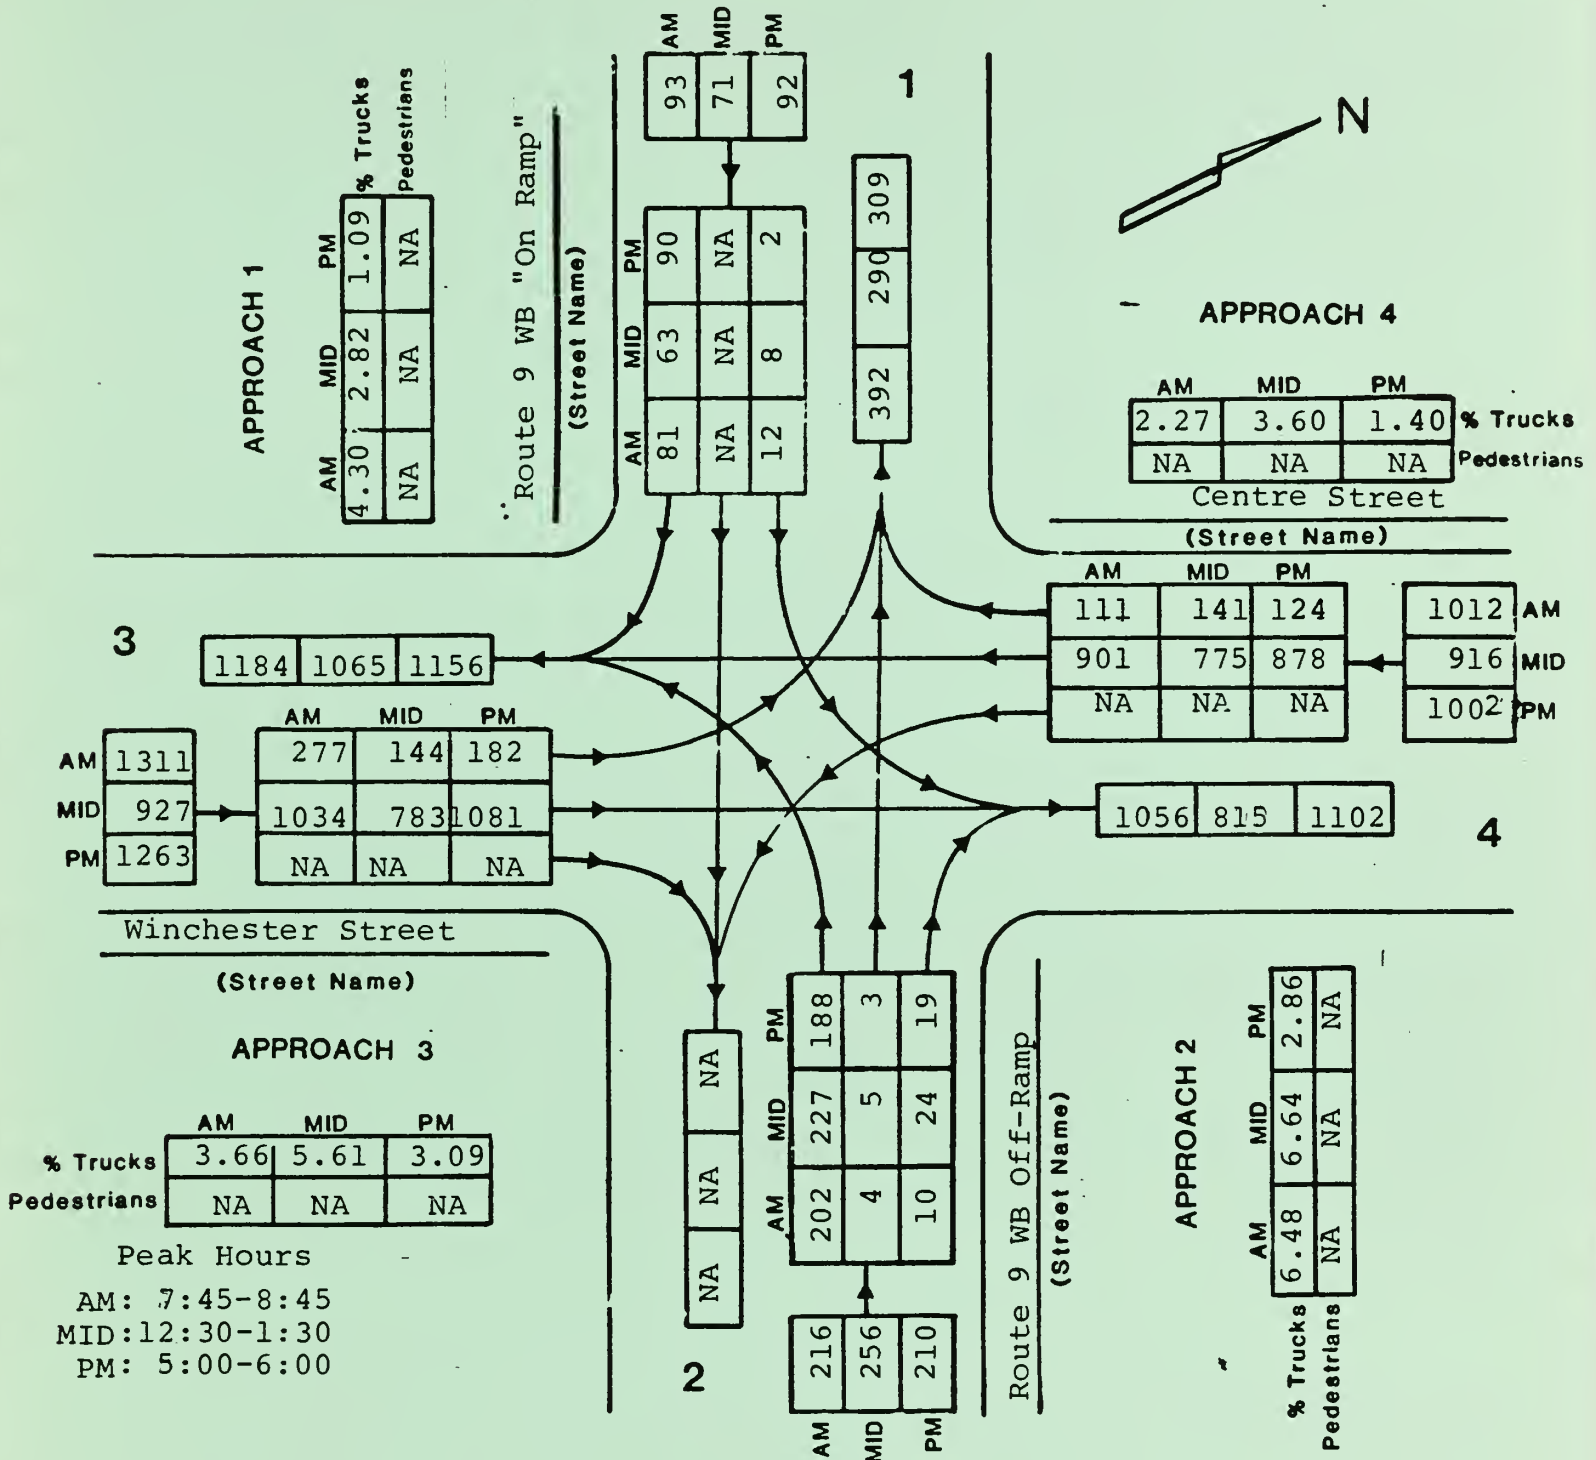 AM MID PM
93 71 92
1
N
APPROACH 1
PM MID AM
1.09 2.82 4.30 % Trucks
NA NA NA Pedestrians
Route 9 WB "On Ramp"
(Street Name)
PM 90 NA 2
MID 63 NA 8
AM 81 NA 12
309
290
392
APPROACH 4
AM MID PM
2.27 3.60 1.40 % Trucks
NA NA NA Pedestrians
Centre Street
(Street Name)
AM MID PM
111 141 124
901 775 878
NA NA NA
1012 AM
916 MID
1002 PM
3
1184 1065 1156
AM MID PM
AM 1311
MID 927
PM 1263
277 144 182
1034 783 1081
NA NA NA
1056 815 1102
4
Winchester Street
(Street Name)
APPROACH 3
AM MID PM
% Trucks 3.66 5.61 3.09
Pedestrians NA NA NA
Peak Hours
AM: 7:45-8:45
MID:12:30-1:30
PM: 5:00-6:00
NA
NA
NA
2
PM 188 3 19
MID 227 5 24
AM 202 4 10
216 256 210
AM MID PM
Route 9 WB Off-Ramp
(Street Name)
APPROACH 2
PM 2.86 NA
MID 6.64 NA
AM 6.48 NA
% Trucks
Pedestrians